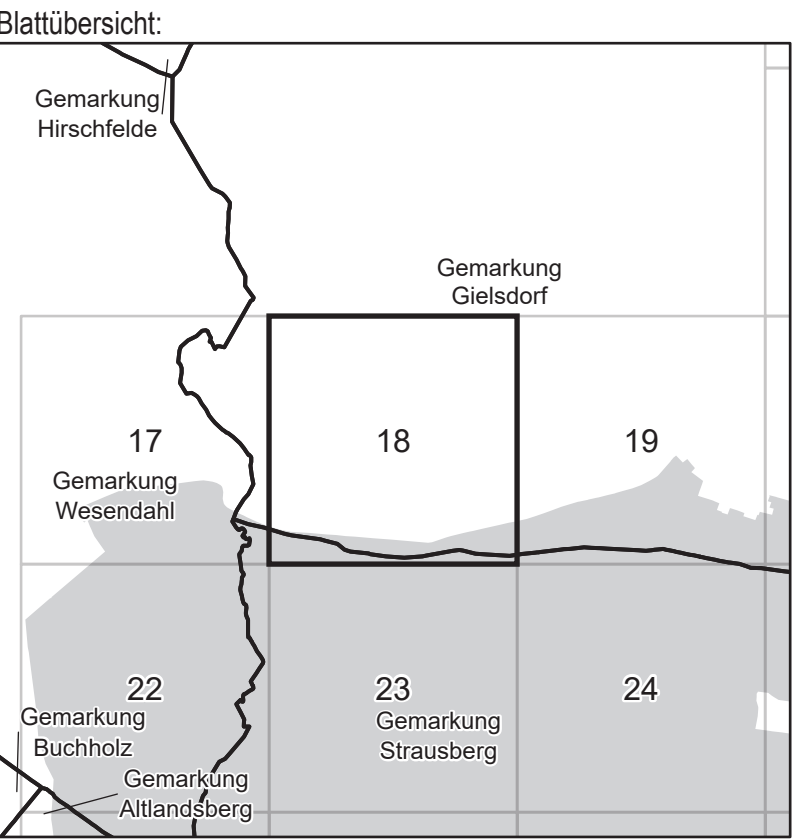 Blattübersicht:
Gemarkung
Hirschfelde
Gemarkung
Gielsdorf
17
18
19
Gemarkung
Wesendahl
22
23
24
Gemarkung
Buchholz
Gemarkung
Strausberg
Gemarkung
Altlandsberg